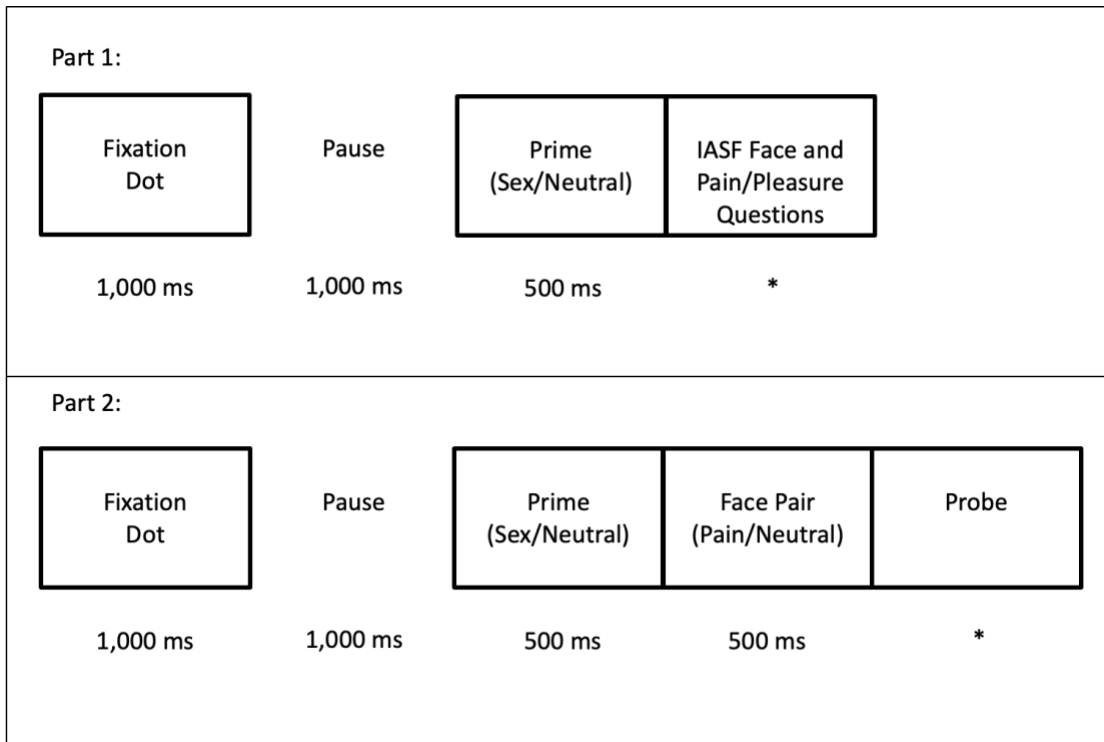 Part 1:
Fixation
Dot
Pause
Prime
(Sex/Neutral)
IASF Face and
Pain/Pleasure
Questions
1,000 ms
1,000 ms
500 ms
*
Part 2:
Fixation
Dot
Pause
Prime
(Sex/Neutral)
Face Pair
(Pain/Neutral)
Probe
1,000 ms
1,000 ms
500 ms
500 ms
*